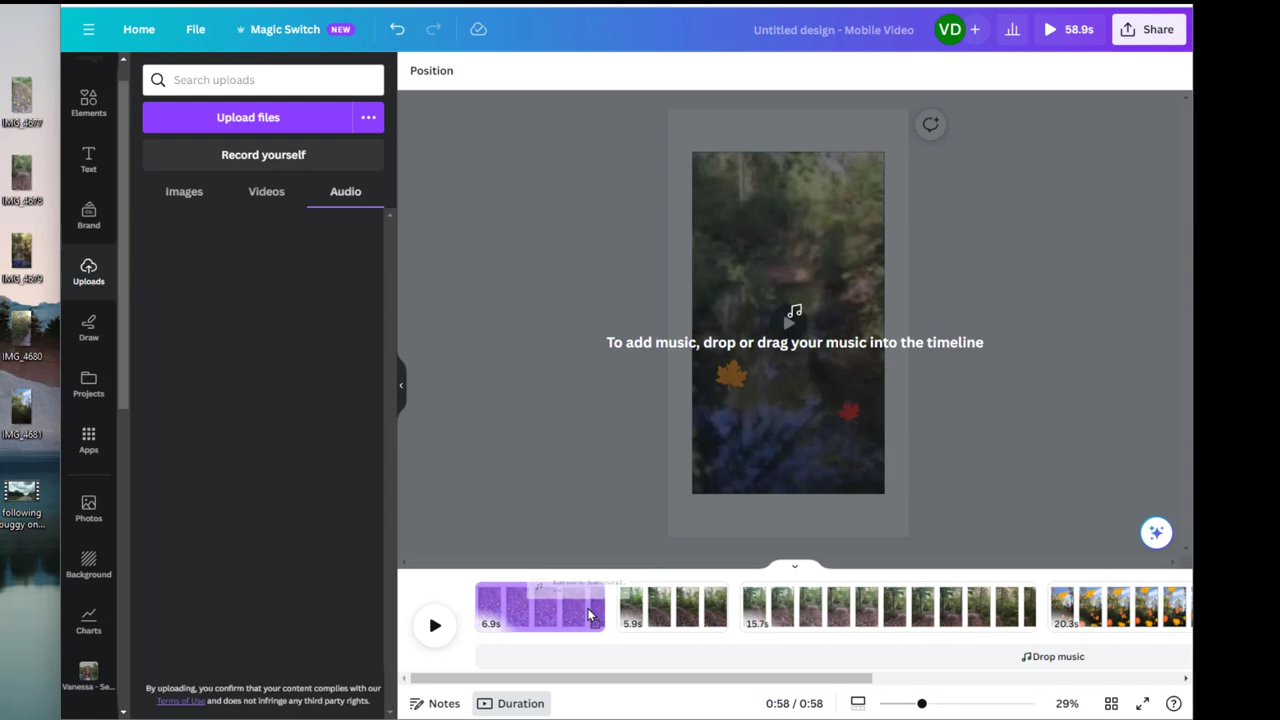 Home
File
Magic Switch
NEW
Untitled design - Mobile Video
VD
+
58.9s
Share
Position
Search uploads
Upload files
Record yourself
Images
Videos
Audio
Elements
Text
Brand
Uploads
Draw
Projects
Apps
Photos
Background
Charts
Vanessa - Se...
IMG_4677
IMG_4678
IMG_4679
IMG_4680
IMG_4681
following
buggy on...
To add music, drop or drag your music into the timeline
6.9s
5.9s
15.7s
20.3s
Drop music
By uploading, you confirm that your content complies with our
Terms of Use and does not infringe any third party rights.
Notes
Duration
0:58 / 0:58
29%